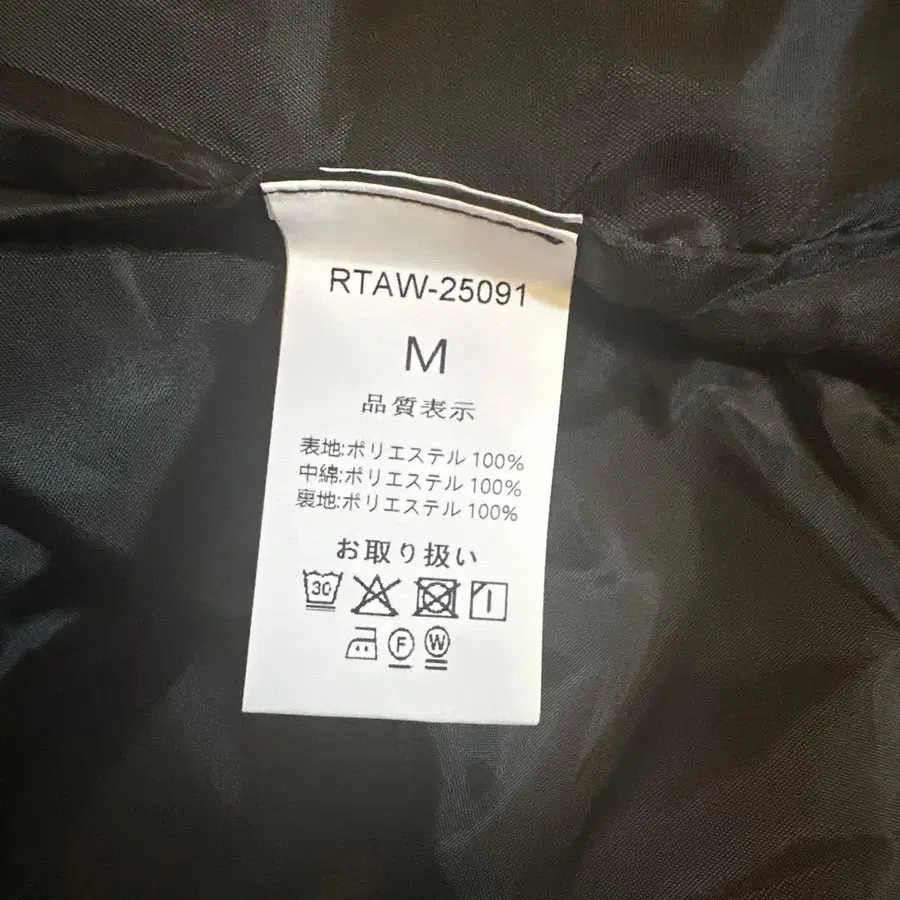 RTAW-25091
M
品質表示
表地:ポリエステル 100%
中綿:ポリエステル 100%
裏地:ポリエステル 100%
お取り扱い
30
F W